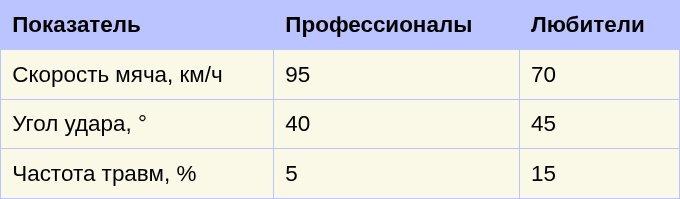 Показатель Профессионалы Любители
Скорость мяча, км/ч 95 70
Угол удара, ° 40 45
Частота травм, % 5 15